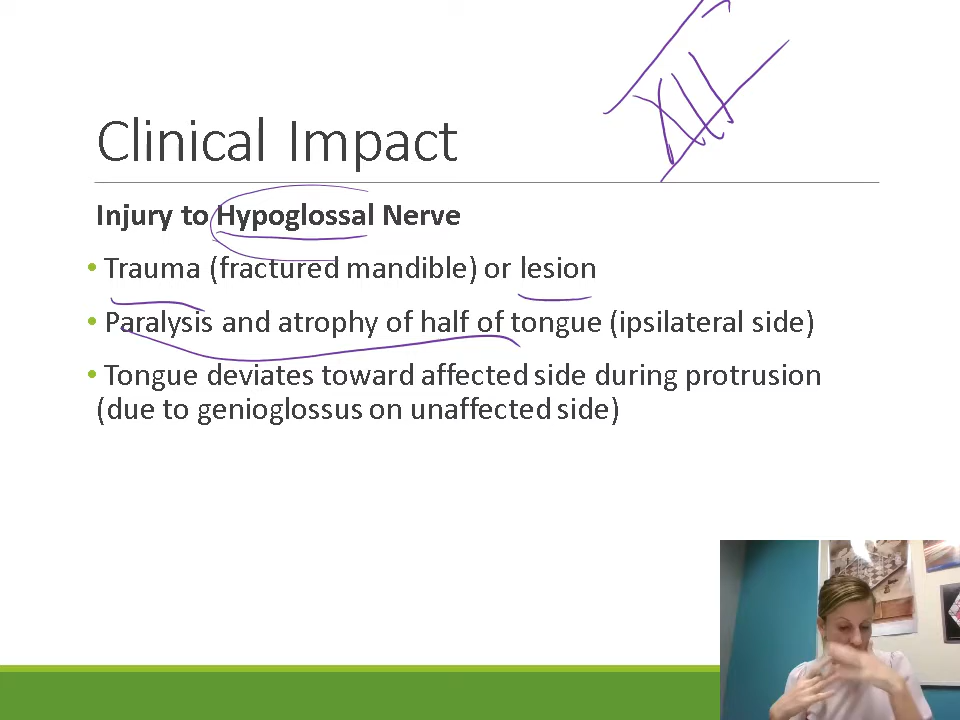 XII
Clinical Impact
Injury to Hypoglossal Nerve
• Trauma (fractured mandible) or lesion
• Paralysis and atrophy of half of tongue (ipsilateral side)
• Tongue deviates toward affected side during protrusion
(due to genioglossus on unaffected side)